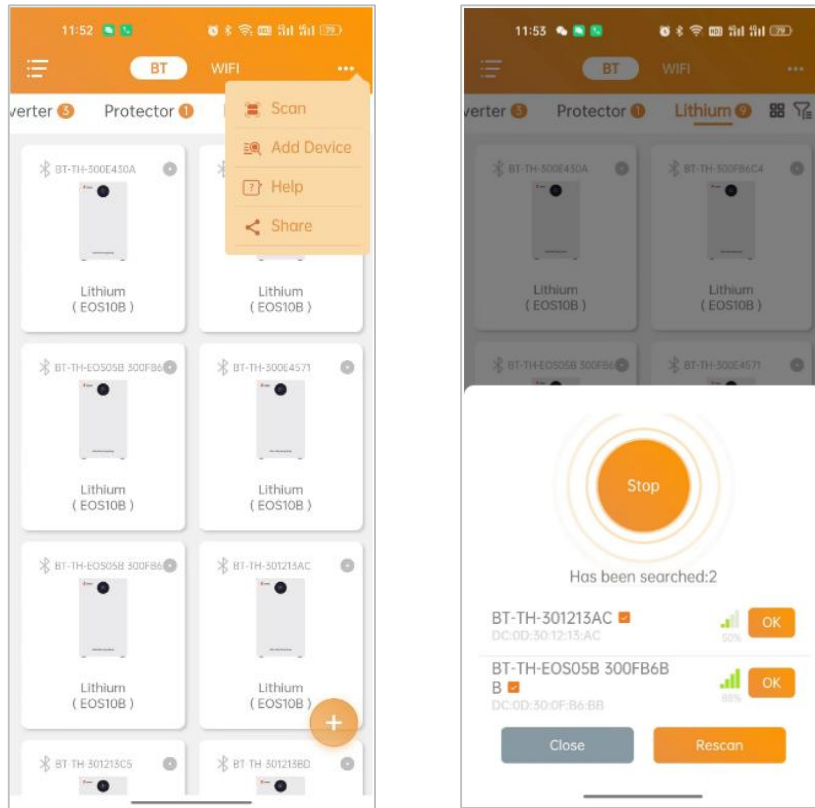 11:52
79
BT WIFI
verter 3 Protector 1
Scan
Add Device
Help
Share
BT-TH-300E430A
Lithium
( EOS10B )
Lithium
( EOS10B )
BT-TH-EOS05B 300FB6
BT-TH-300E4571
Lithium
( EOS10B )
Lithium
( EOS10B )
BT-TH-EOS05B 300FB6
BT-TH-301213AC
Lithium
( EOS10B )
Lithium
( EOS10B )
+
BT-TH-301213C5
BT-TH-301213BD
11:53
79
BT WIFI
verter 3 Protector 1 Lithium 9
BT-TH-300E430A
BT-TH-300FB6C4
Lithium
( EOS10B )
Lithium
( EOS10B )
BT-TH-EOS05B 300FB6
BT-TH-300E4571
Stop
Has been searched:2
BT-TH-301213AC
DC:0D:30:12:13:AC
50%
OK
BT-TH-EOS05B 300FB6B
B
DC:0D:30:0F:B6:BB
OK
Close Rescan